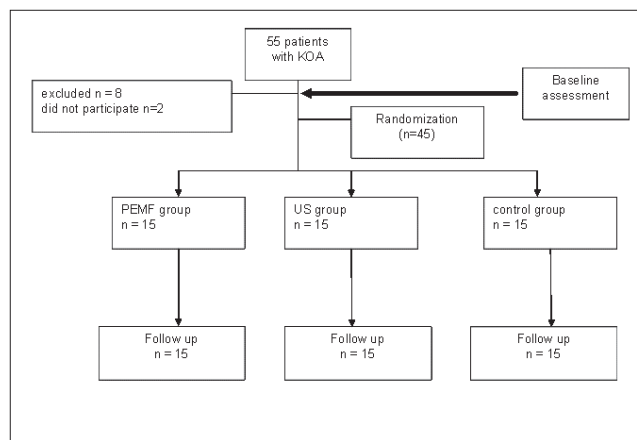 55 patients
with KOA
excluded n = 8
did not participate n=2
Baseline
assessment
Randomization
(n=45)
PEMF group
n = 15
US group
n = 15
control group
n = 15
Follow up
n = 15
Follow up
n = 15
Follow up
n = 15